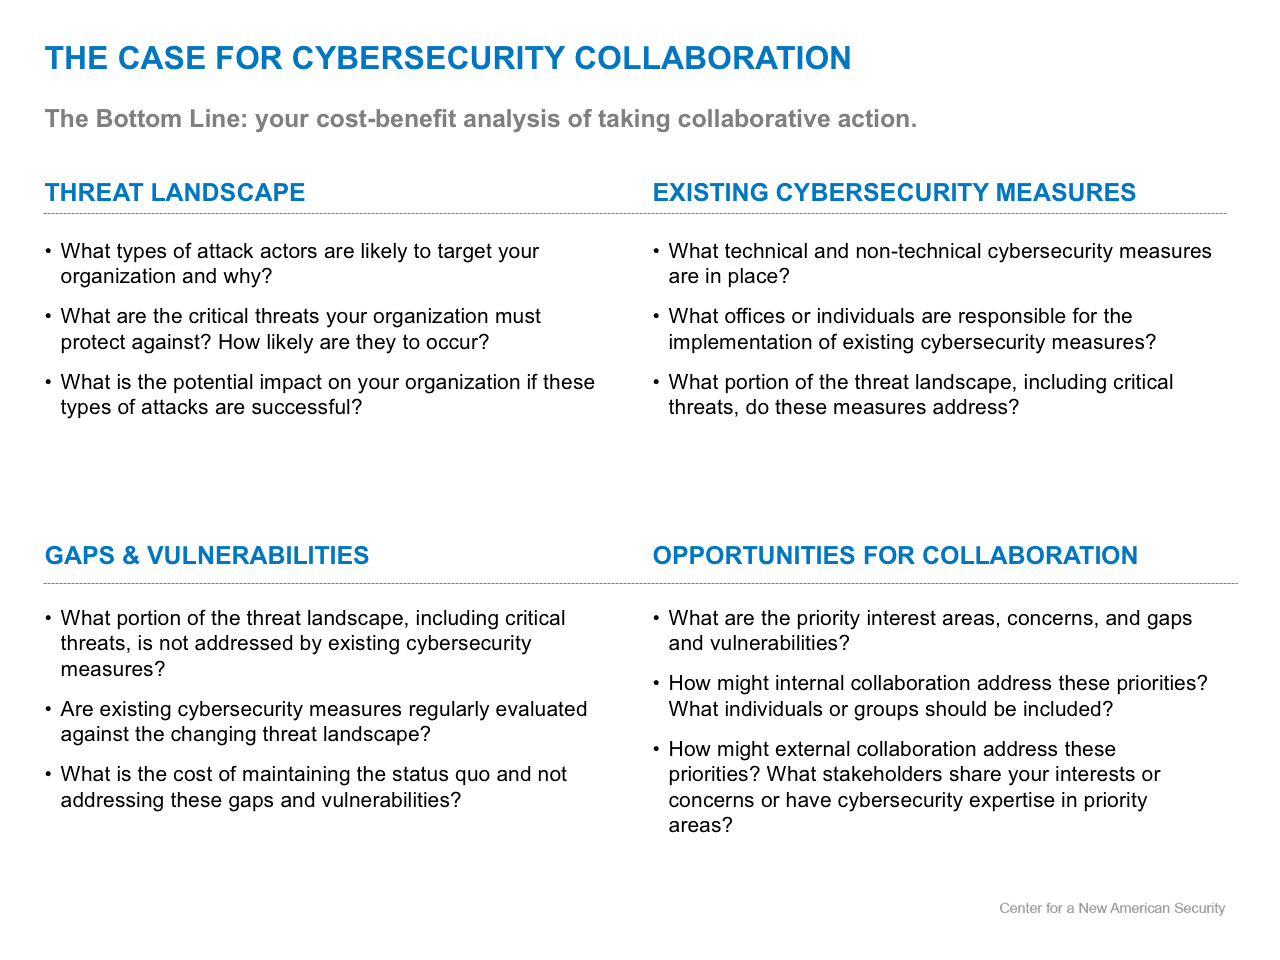 THE CASE FOR CYBERSECURITY COLLABORATION
The Bottom Line: your cost-benefit analysis of taking collaborative action.
THREAT LANDSCAPE
• What types of attack actors are likely to target your
organization and why?
• What are the critical threats your organization must
protect against? How likely are they to occur?
• What is the potential impact on your organization if these
types of attacks are successful?
EXISTING CYBERSECURITY MEASURES
• What technical and non-technical cybersecurity measures
are in place?
• What offices or individuals are responsible for the
implementation of existing cybersecurity measures?
• What portion of the threat landscape, including critical
threats, do these measures address?
GAPS & VULNERABILITIES
• What portion of the threat landscape, including critical
threats, is not addressed by existing cybersecurity
measures?
• Are existing cybersecurity measures regularly evaluated
against the changing threat landscape?
• What is the cost of maintaining the status quo and not
addressing these gaps and vulnerabilities?
OPPORTUNITIES FOR COLLABORATION
• What are the priority interest areas, concerns, and gaps
and vulnerabilities?
• How might internal collaboration address these priorities?
What individuals or groups should be included?
• How might external collaboration address these
priorities? What stakeholders share your interests or
concerns or have cybersecurity expertise in priority
areas?
Center for a New American Security